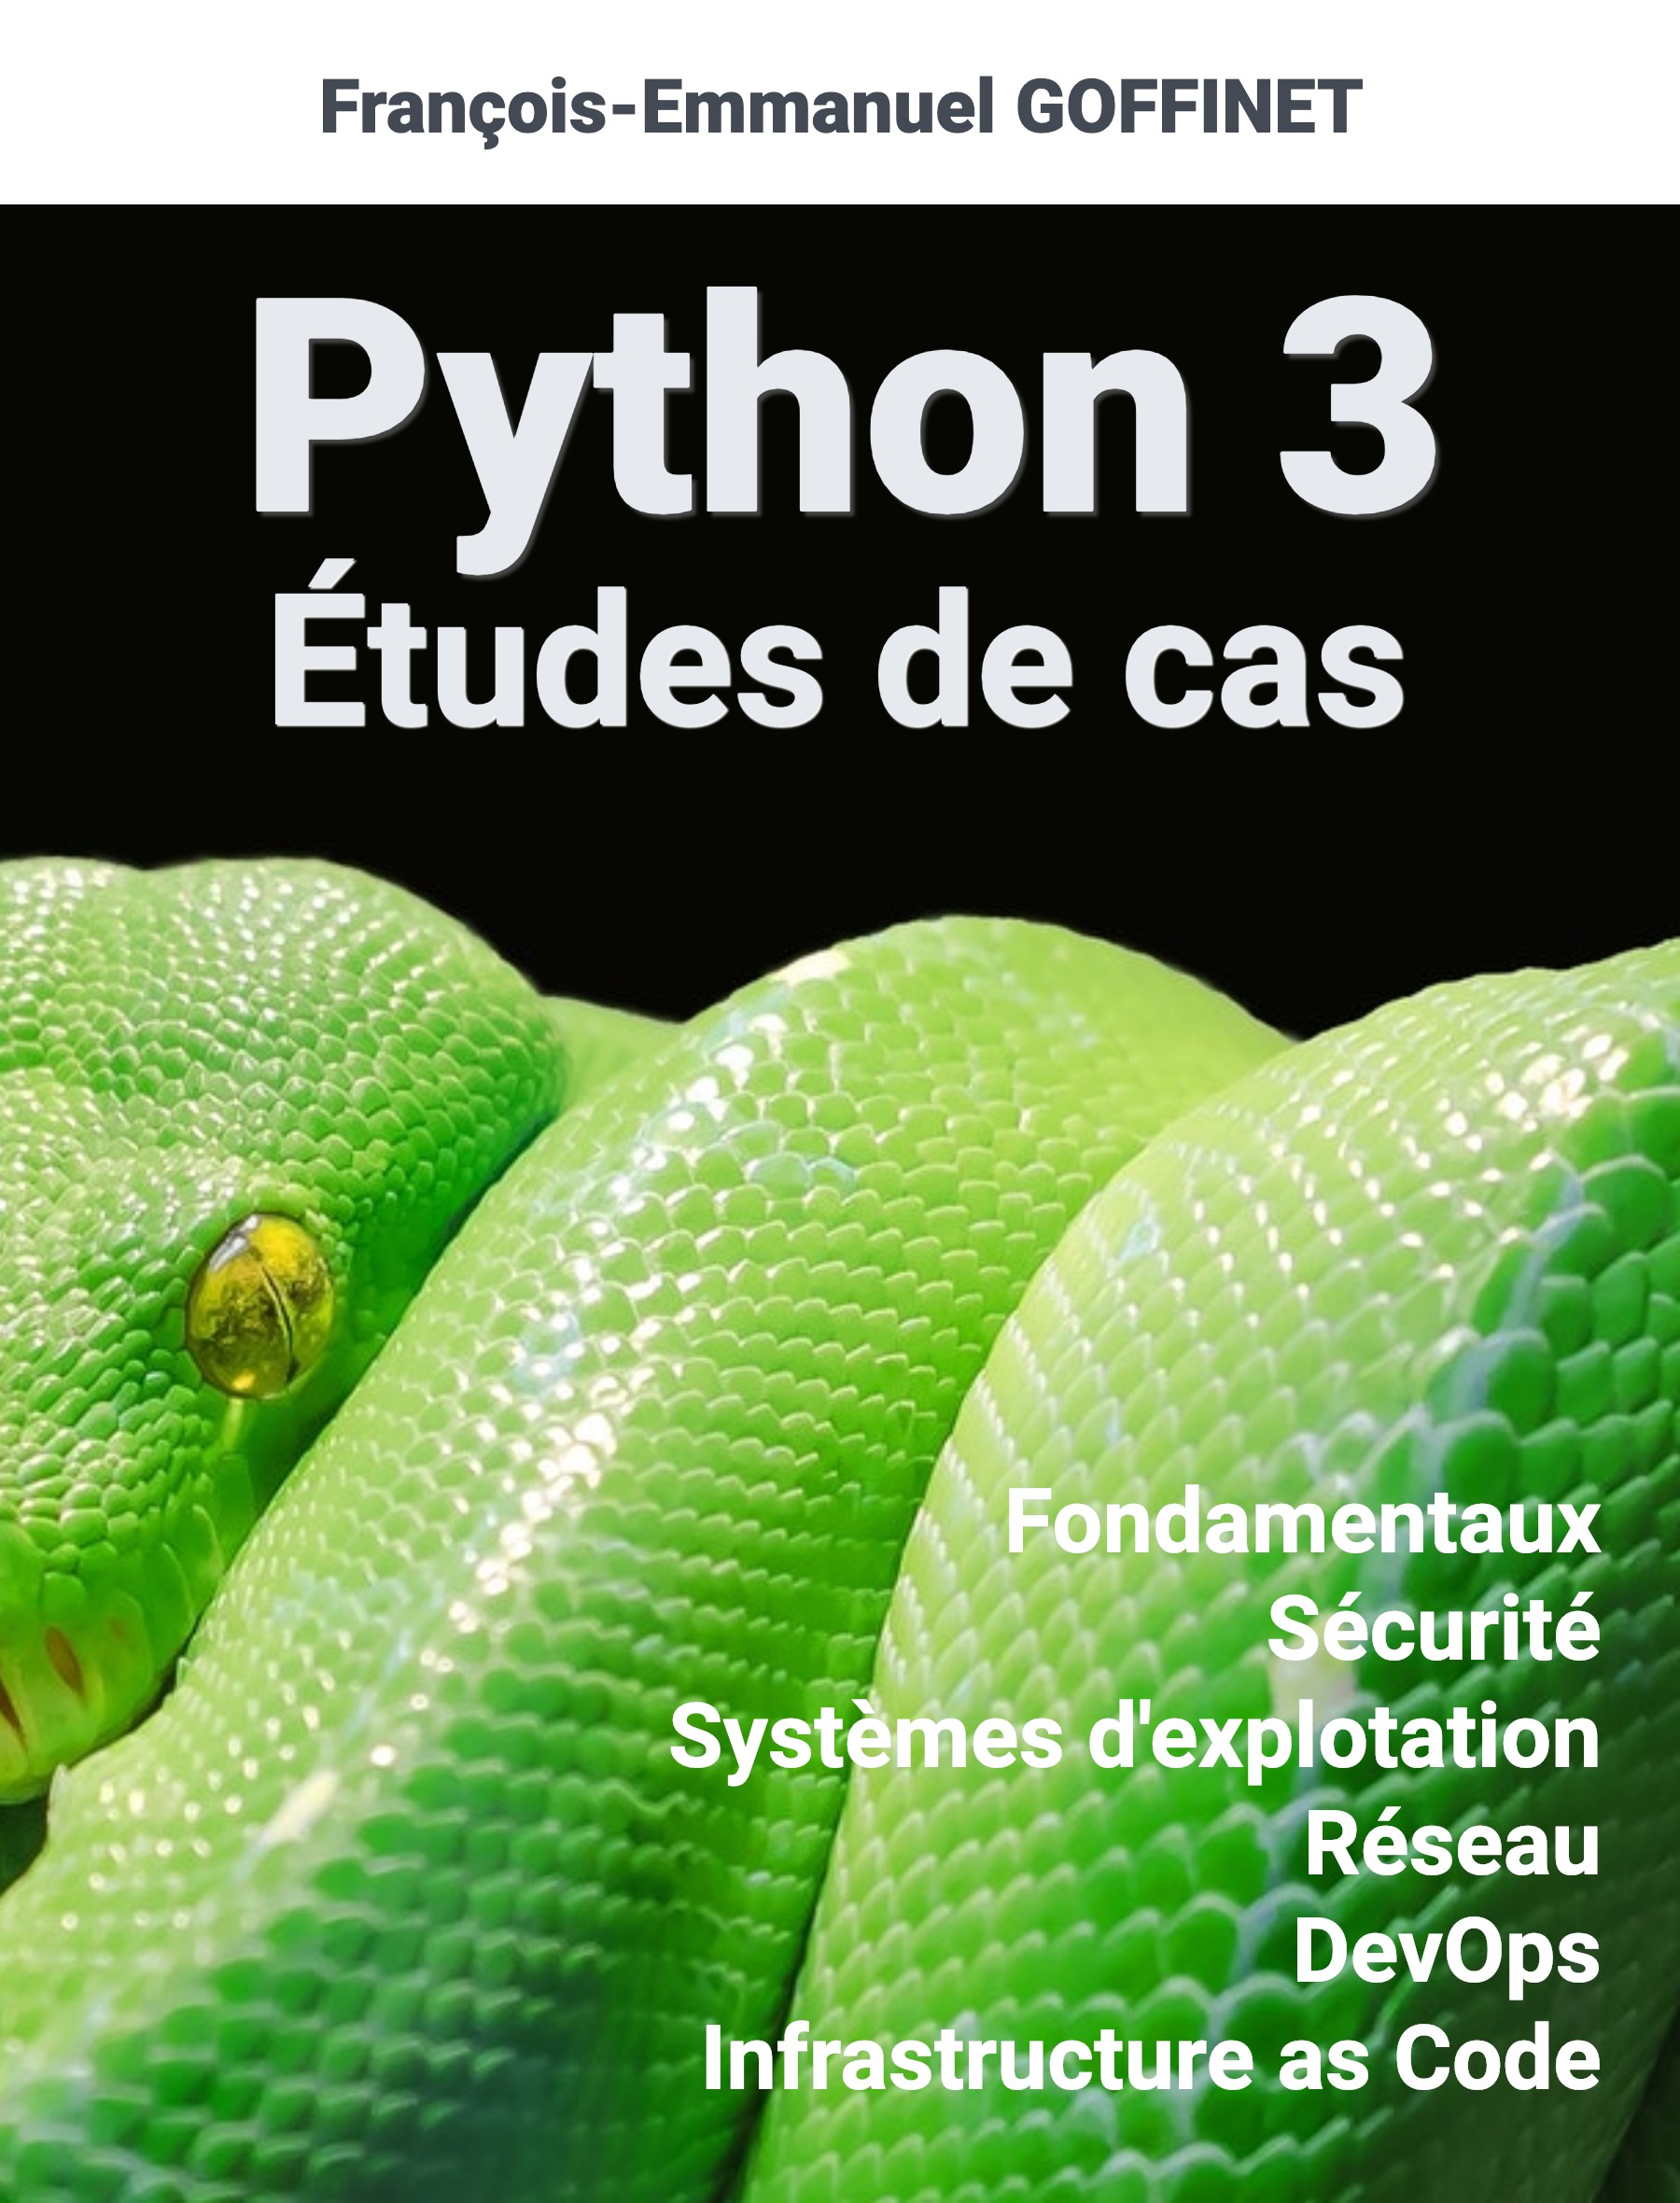 François-Emmanuel GOFFINET
Python 3
Études de cas
Fondamentaux
Sécurité
Systèmes d'explotation
Réseau
DevOps
Infrastructure as Code